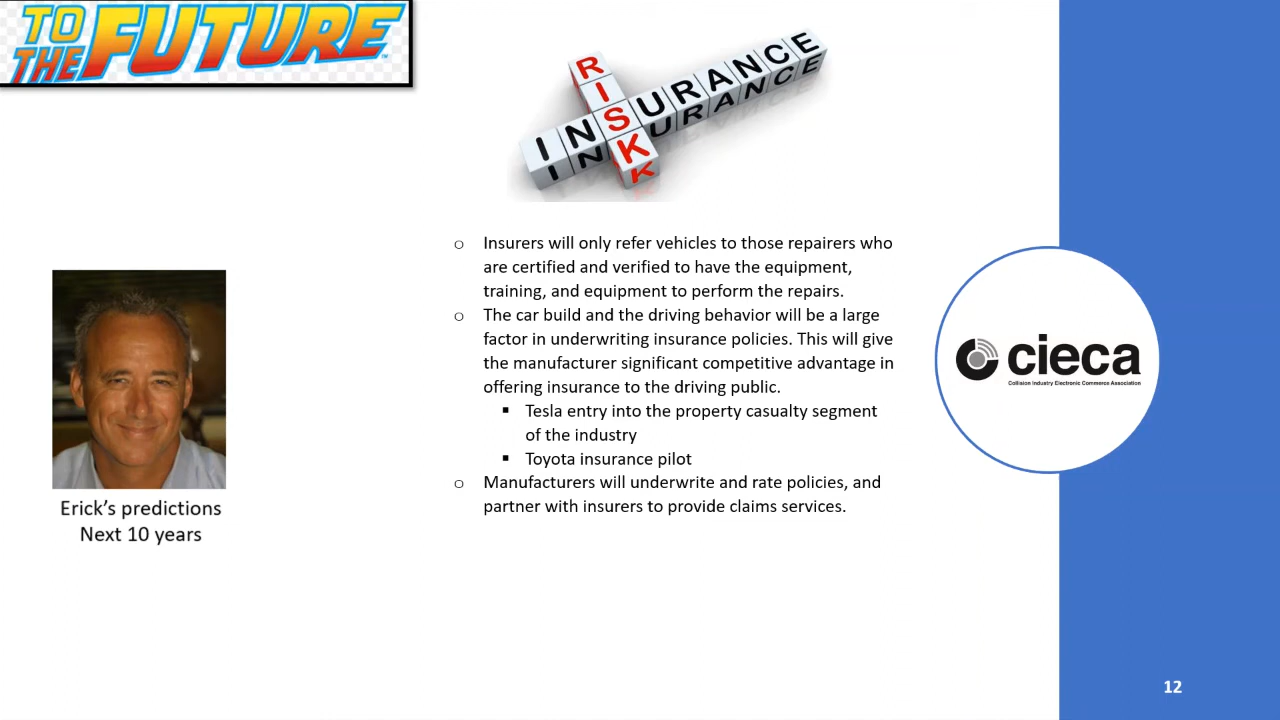 TO
THE FUTURE™
RISK
INSURANCE
o Insurers will only refer vehicles to those repairers who
are certified and verified to have the equipment,
training, and equipment to perform the repairs.
o The car build and the driving behavior will be a large
factor in underwriting insurance policies. This will give
the manufacturer significant competitive advantage in
offering insurance to the driving public.
▪ Tesla entry into the property casualty segment
of the industry
▪ Toyota insurance pilot
o Manufacturers will underwrite and rate policies, and
partner with insurers to provide claims services.
Erick's predictions
Next 10 years
cieca
Collision Industry Electronic Commerce Association
12